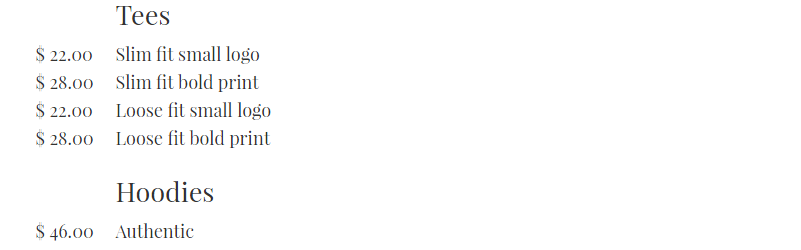 Tees
$ 22.00 Slim fit small logo
$ 28.00 Slim fit bold print
$ 22.00 Loose fit small logo
$ 28.00 Loose fit bold print
Hoodies
$ 46.00 Authentic